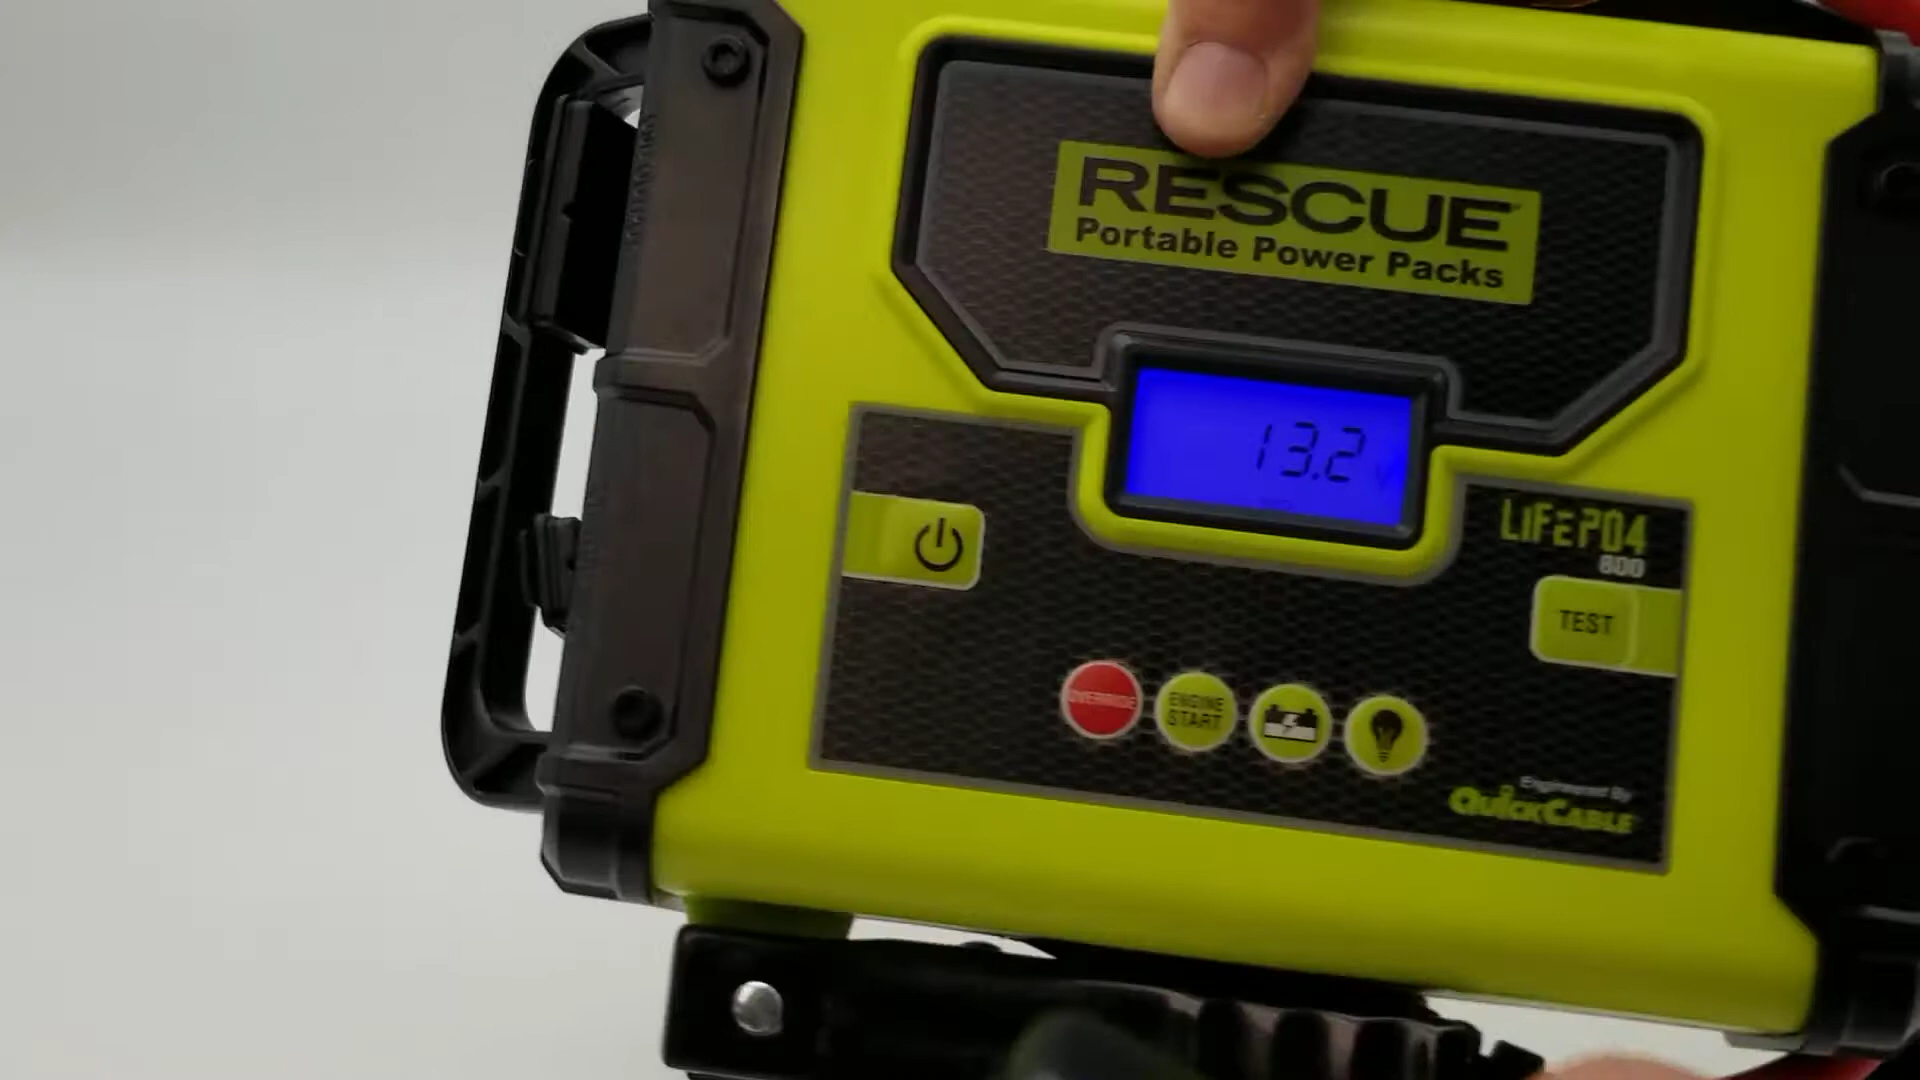 RESCUE
Portable Power Packs
13.2 V
LIFEPO4
800
TEST
OVERRIDE
ENGINE
START
Engineered By
QUICKCABLE